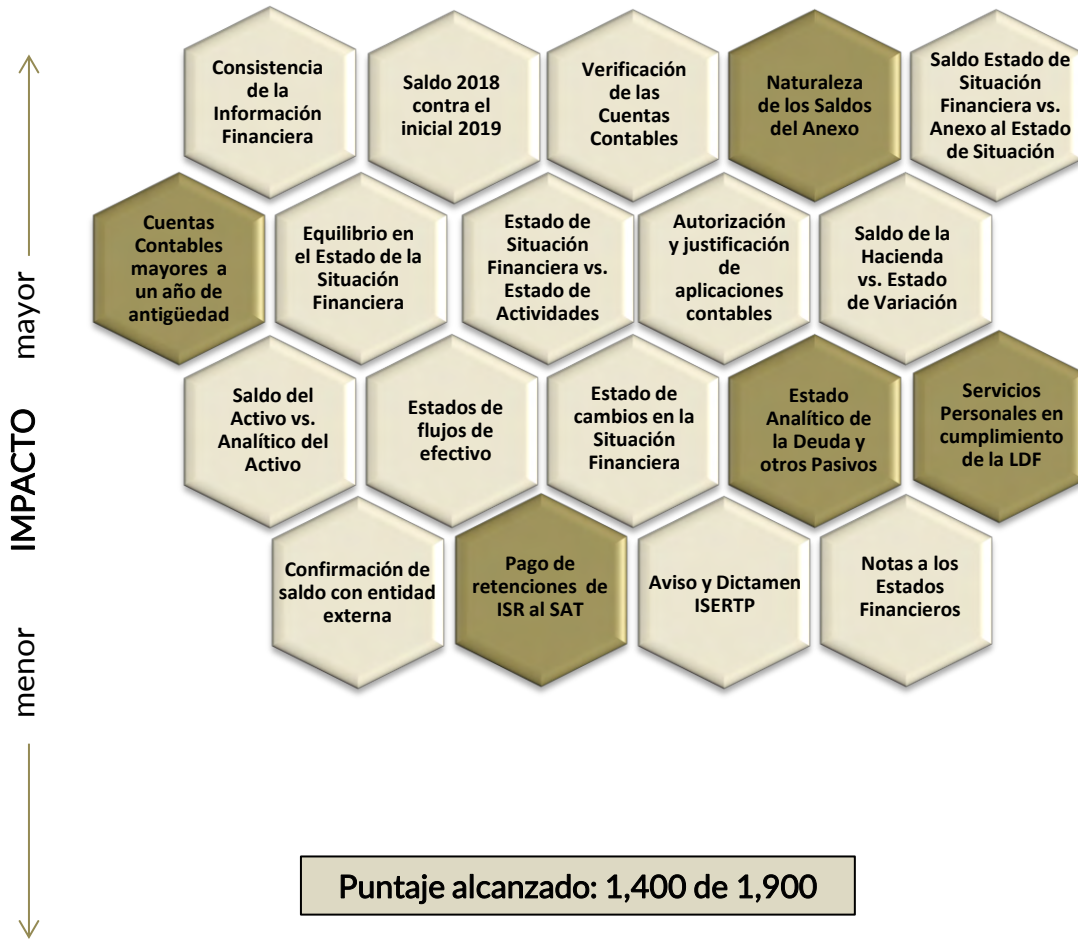 Consistencia
de la
Información
Financiera
Saldo 2018
contra el
inicial 2019
Verificación
de las
Cuentas
Contables
Naturaleza
de los Saldos
del Anexo
Saldo Estado de
Situación
Financiera vs.
Anexo al Estado
de Situación
Cuentas
Contables
mayores a
un año de
antigüedad
Equilibrio en
el Estado de la
Situación
Financiera
Estado de
Situación
Financiera vs.
Estado de
Actividades
Autorización
y justificación
de
aplicaciones
contables
Saldo de la
Hacienda
vs. Estado
de Variación
Saldo del
Activo vs.
Analítico del
Activo
Estados de
flujos de
efectivo
Estado de
cambios en la
Situación
Financiera
Estado
Analítico de
la Deuda y
otros Pasivos
Servicios
Personales en
cumplimiento
de la LDF
Confirmación de
saldo con entidad
externa
Pago de
retenciones de
ISR al SAT
Aviso y Dictamen
ISERTP
Notas a los
Estados
Financieros
menor IMPACTO mayor
Puntaje alcanzado: 1,400 de 1,900